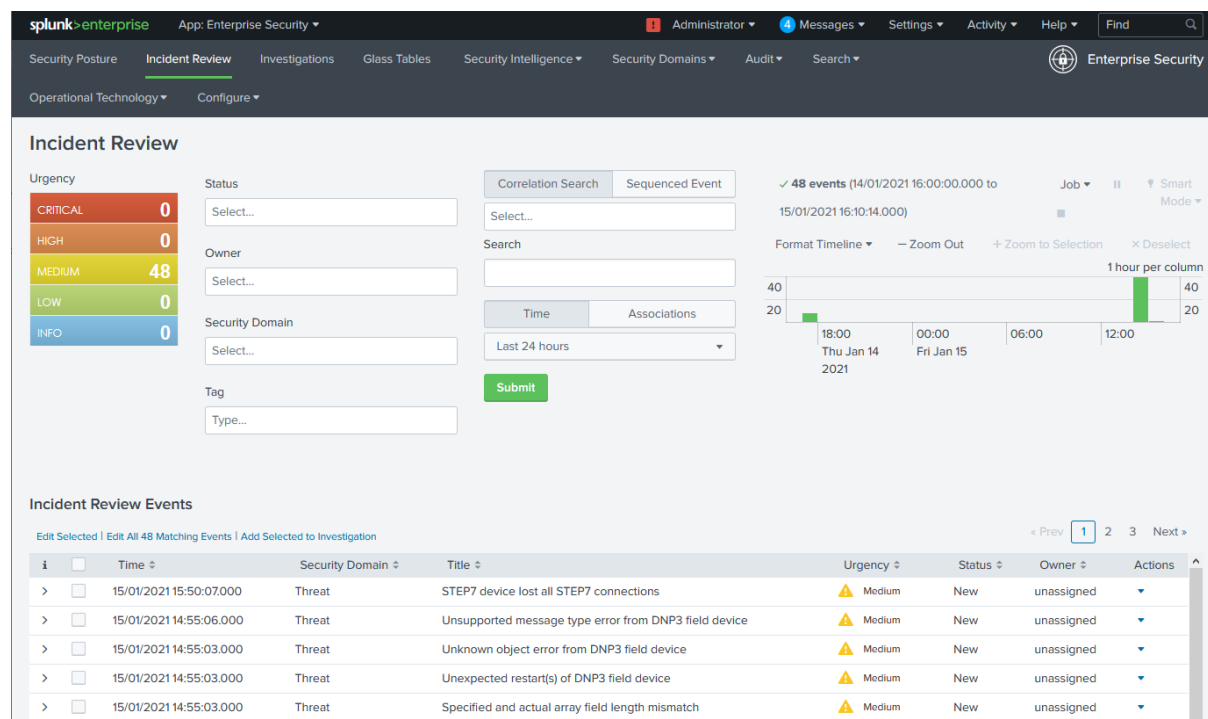 splunk>enterprise App: Enterprise Security Administrator 4 Messages Settings Activity Help Find
Security Posture Incident Review Investigations Glass Tables Security Intelligence Security Domains Audit Search Enterprise Security
Operational Technology Configure
Incident Review
Urgency
CRITICAL 0
HIGH 0
MEDIUM 48
LOW 0
INFO 0
Status
Select...
Owner
Select...
Security Domain
Select...
Tag
Type...
Correlation Search Sequenced Event
Select...
Search
Time Associations
Last 24 hours
Submit
✓ 48 events (14/01/2021 16:00:00.000 to
15/01/2021 16:10:14.000)
Job Smart
Mode
Format Timeline — Zoom Out + Zoom to Selection × Deselect
1 hour per column
40 40
20 20
18:00 00:00 06:00 12:00
Thu Jan 14 Fri Jan 15
2021
Incident Review Events
Edit Selected | Edit All 48 Matching Events | Add Selected to Investigation
« Prev 1 2 3 Next »
i Time Security Domain Title Urgency Status Owner Actions
> 15/01/2021 15:50:07.000 Threat STEP7 device lost all STEP7 connections Medium New unassigned
> 15/01/2021 14:55:06.000 Threat Unsupported message type error from DNP3 field device Medium New unassigned
> 15/01/2021 14:55:03.000 Threat Unknown object error from DNP3 field device Medium New unassigned
> 15/01/2021 14:55:03.000 Threat Unexpected restart(s) of DNP3 field device Medium New unassigned
> 15/01/2021 14:55:03.000 Threat Specified and actual array field length mismatch Medium New unassigned